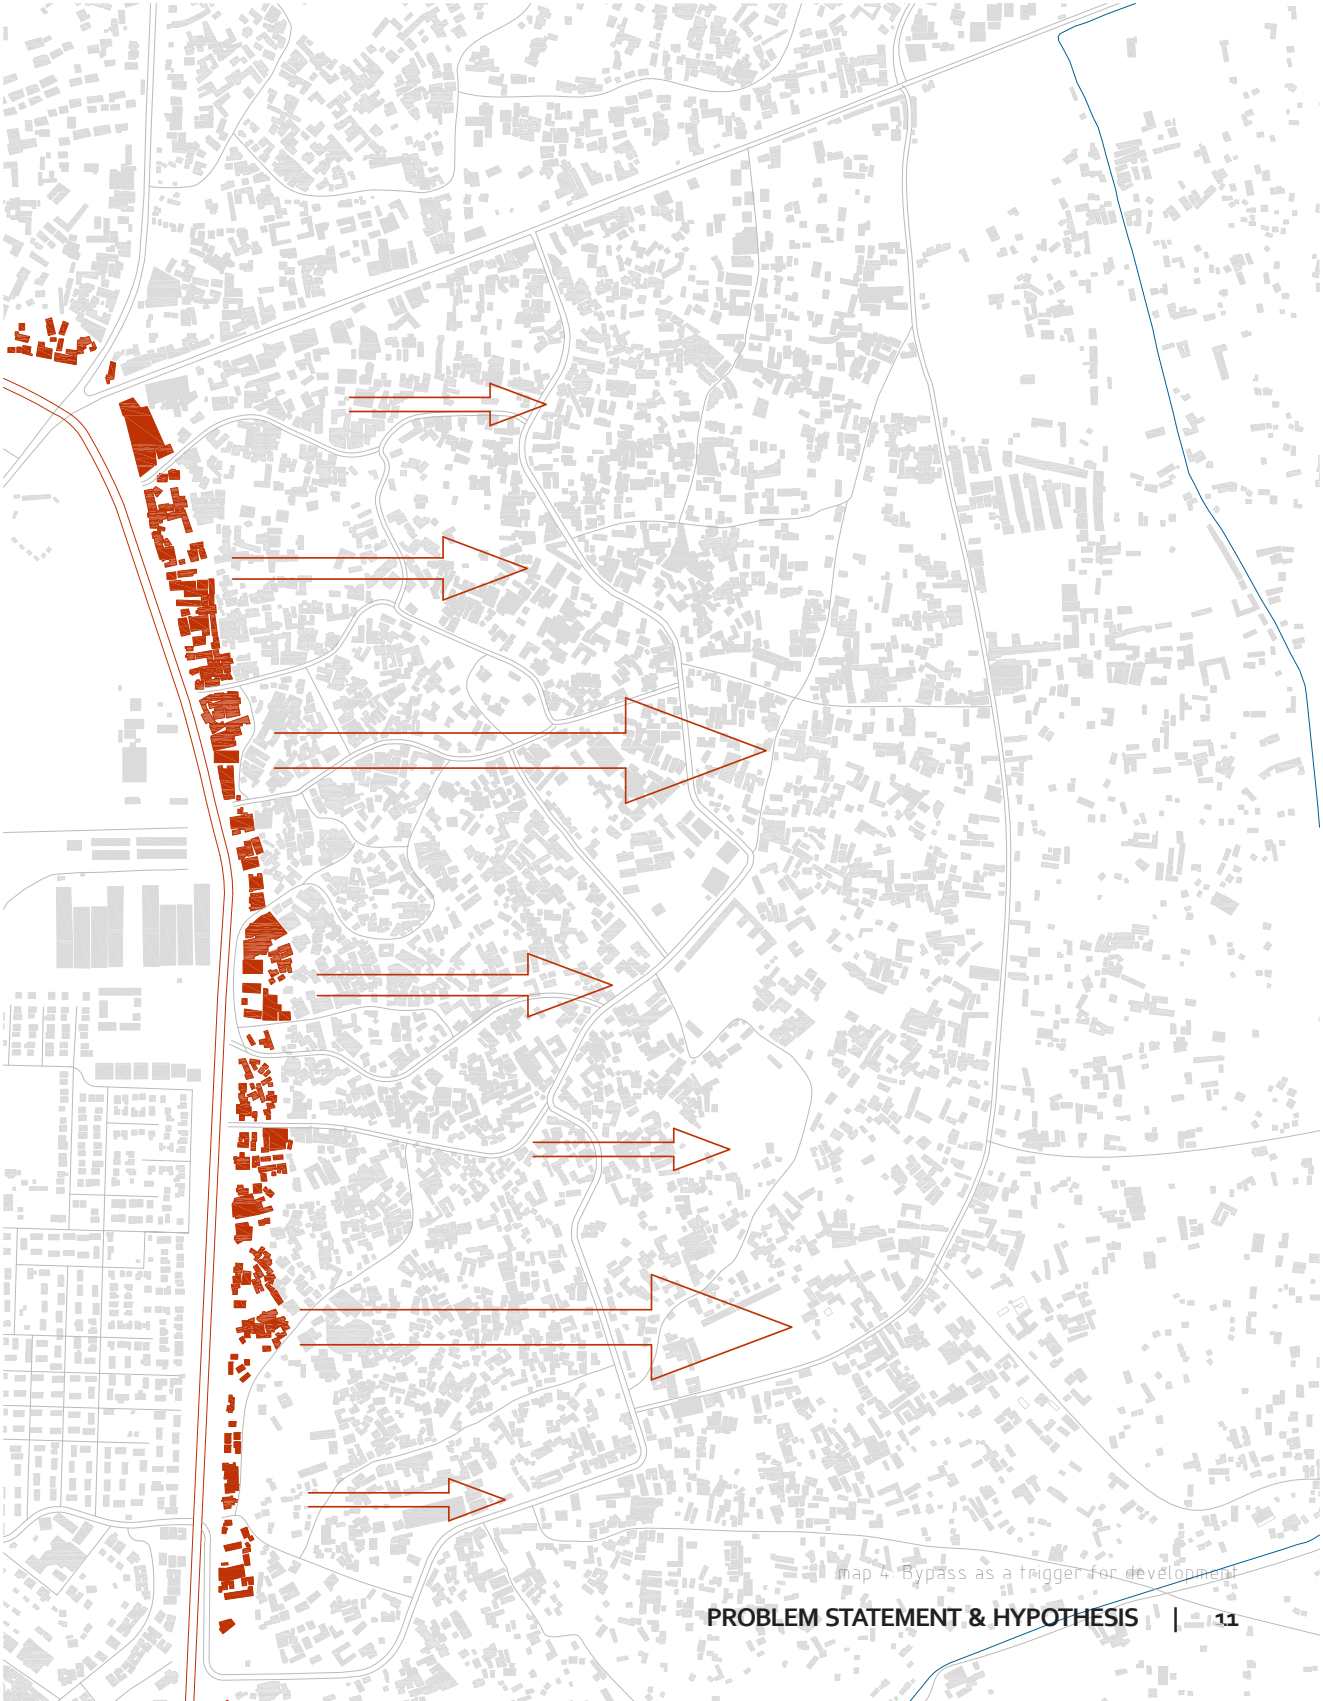 map 4: Bypass as a trigger for development
PROBLEM STATEMENT & HYPOTHESIS | 11